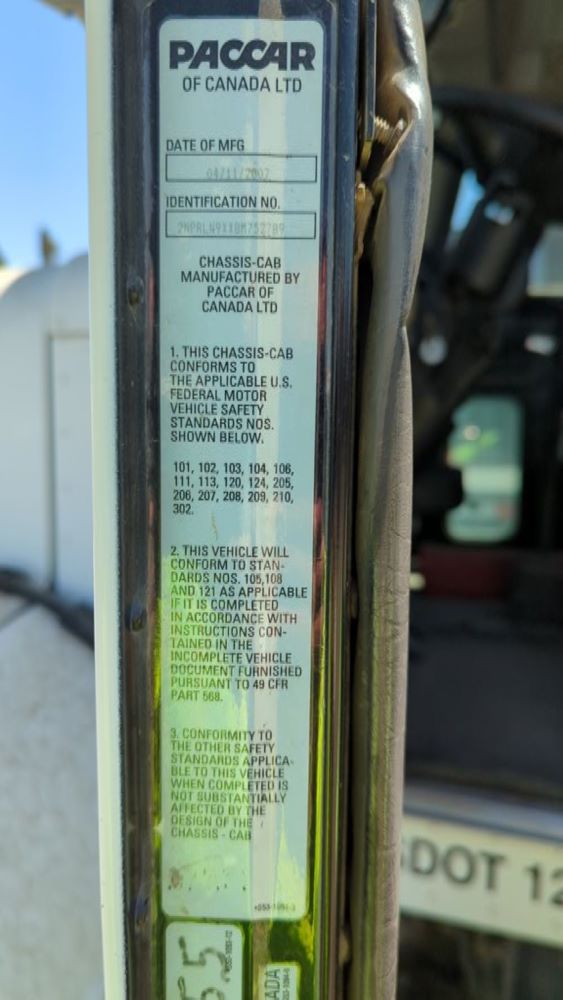 PACCAR
OF CANADA LTD
DATE OF MFG
04/11/2007
IDENTIFICATION NO.
CHASSIS-CAB
MANUFACTURED BY
PACCAR OF
CANADA LTD
1. THIS CHASSIS-CAB
CONFORMS TO
THE APPLICABLE U.S.
FEDERAL MOTOR
VEHICLE SAFETY
STANDARDS NOS.
SHOWN BELOW.
101, 102, 103, 104, 106,
111, 113, 120, 124, 205,
206, 207, 208, 209, 210,
302.
2. THIS VEHICLE WILL
CONFORM TO STAN-
DARDS NOS. 105,108
AND 121 AS APPLICABLE
IF IT IS COMPLETED
IN ACCORDANCE WITH
INSTRUCTIONS CON-
TAINED IN THE
INCOMPLETE VEHICLE
DOCUMENT FURNISHED
PURSUANT TO 49 CFR
PART 568.
3. CONFORMITY TO
THE OTHER SAFETY
STANDARDS APPLICA-
BLE TO THIS VEHICLE
WHEN COMPLETED IS
NOT SUBSTANTIALLY
AFFECTED BY THE
DESIGN OF THE
CHASSIS - CAB
55
ADA
DOT 12